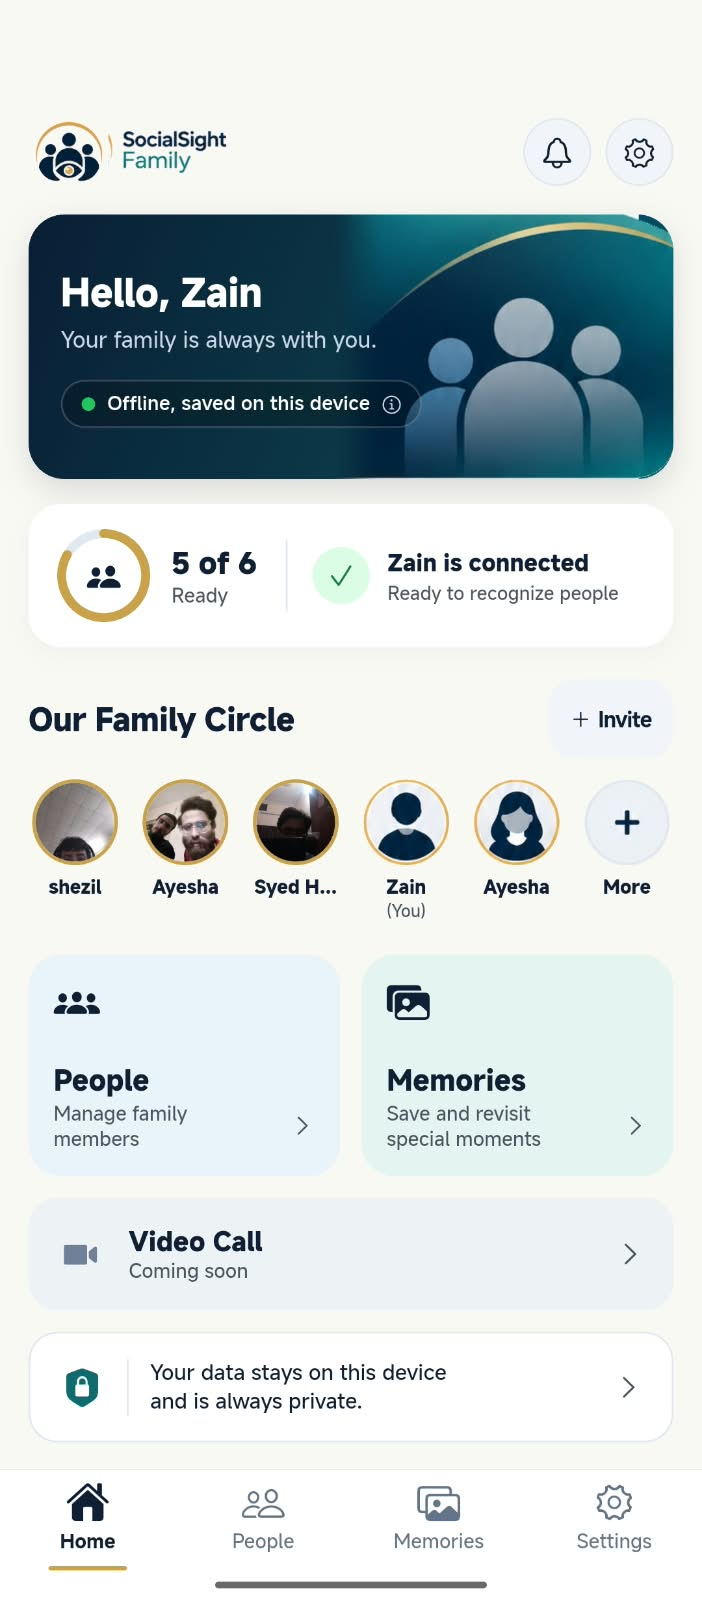 SocialSight
Family
Hello, Zain
Your family is always with you.
Offline, saved on this device
5 of 6
Ready
Zain is connected
Ready to recognize people
Our Family Circle
+ Invite
shezil
Ayesha
Syed H...
Zain
(You)
Ayesha
More
People
Manage family
members
Memories
Save and revisit
special moments
Video Call
Coming soon
Your data stays on this device
and is always private.
Home
People
Memories
Settings